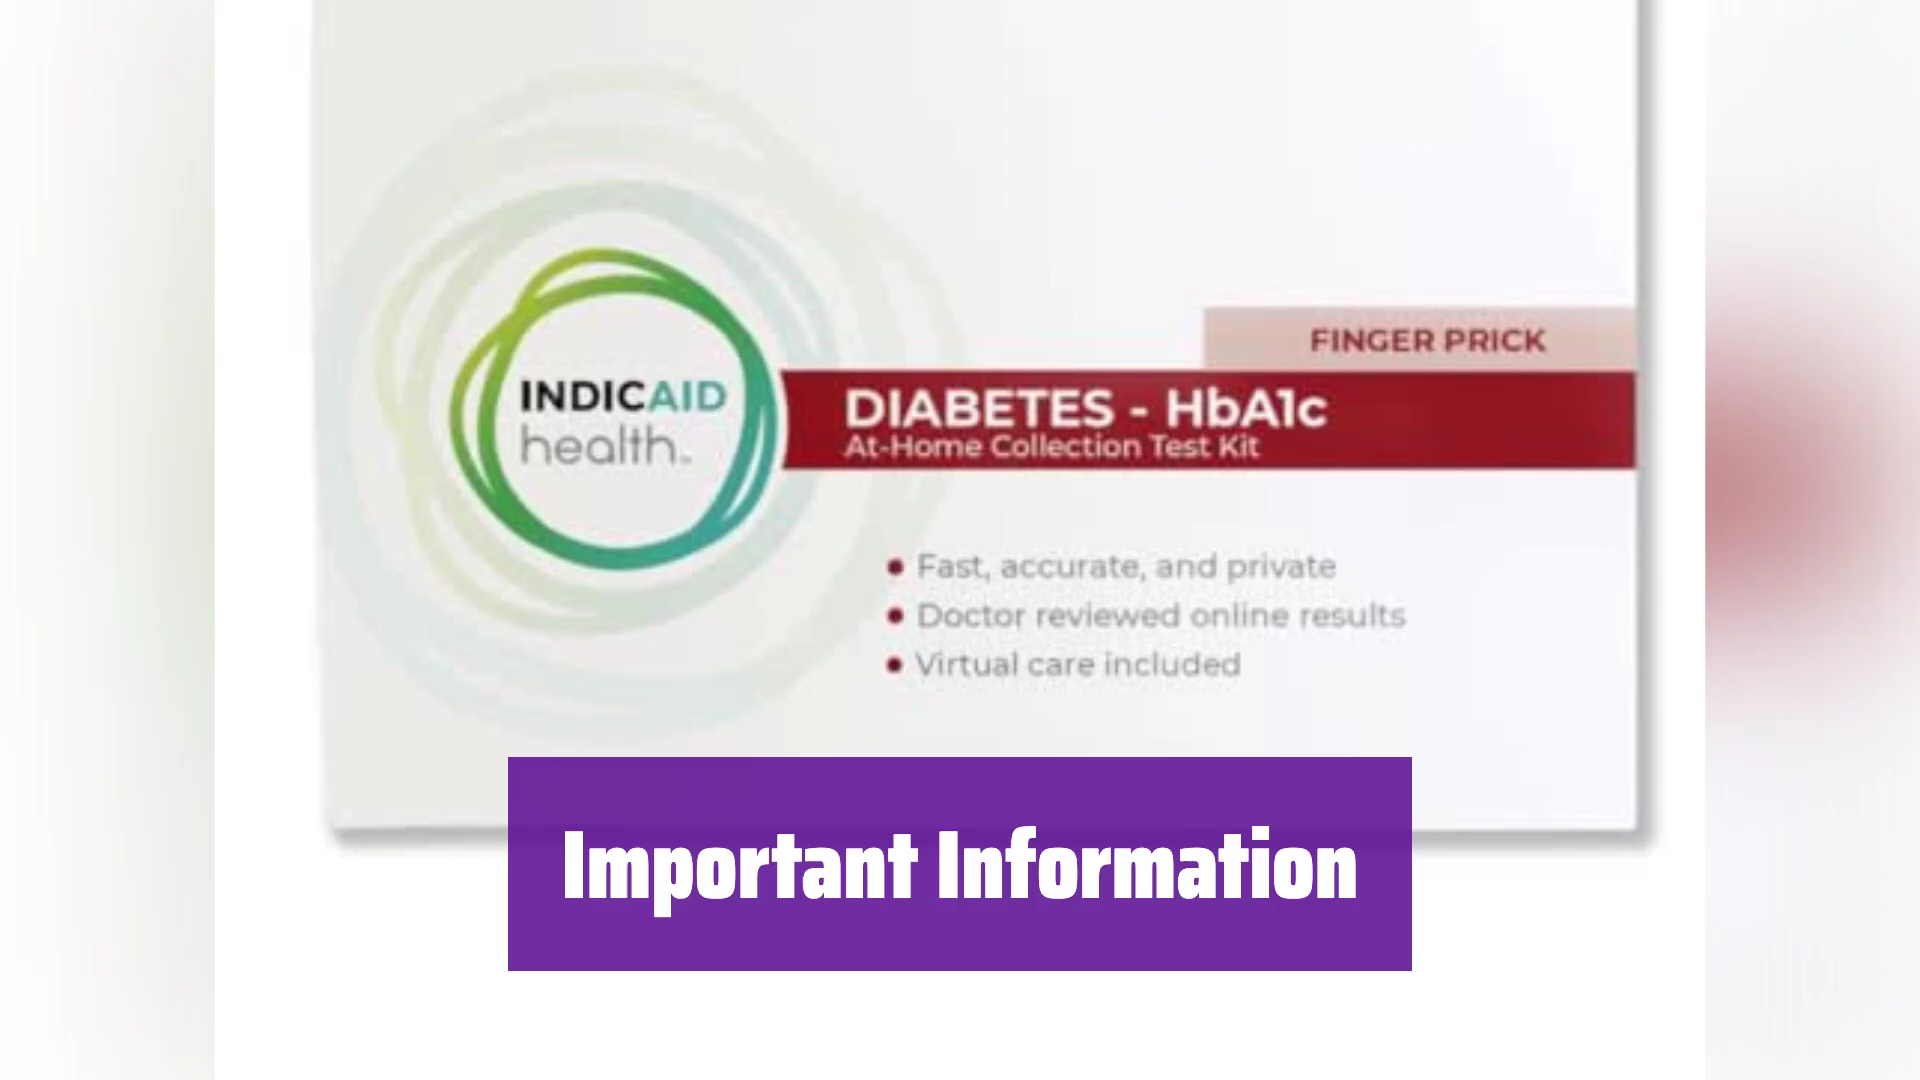 FINGER PRICK
INDICAID
health™
DIABETES - HbA1c
At-Home Collection Test Kit
Fast, accurate, and private
Doctor reviewed online results
Virtual care included
Important Information